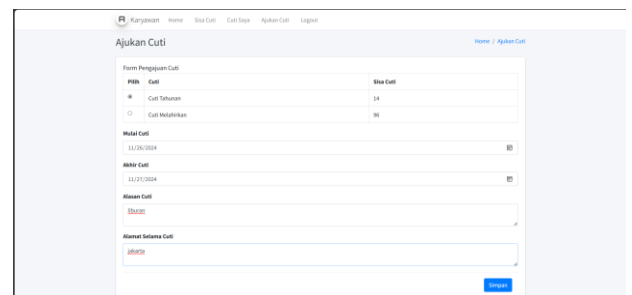 Karyawan Home Sisa Cuti Cuti Saya Ajukan Cuti Logout
Ajukan Cuti
Home / Ajukan Cuti
Form Pengajuan Cuti
Pilih Cuti Sisa Cuti
Cuti Tahunan 14
Cuti Melahirkan 96
Mulai Cuti
11/26/2024
Akhir Cuti
11/27/2024
Alasan Cuti
liburan
Alamat Selama Cuti
jakarta
Simpan